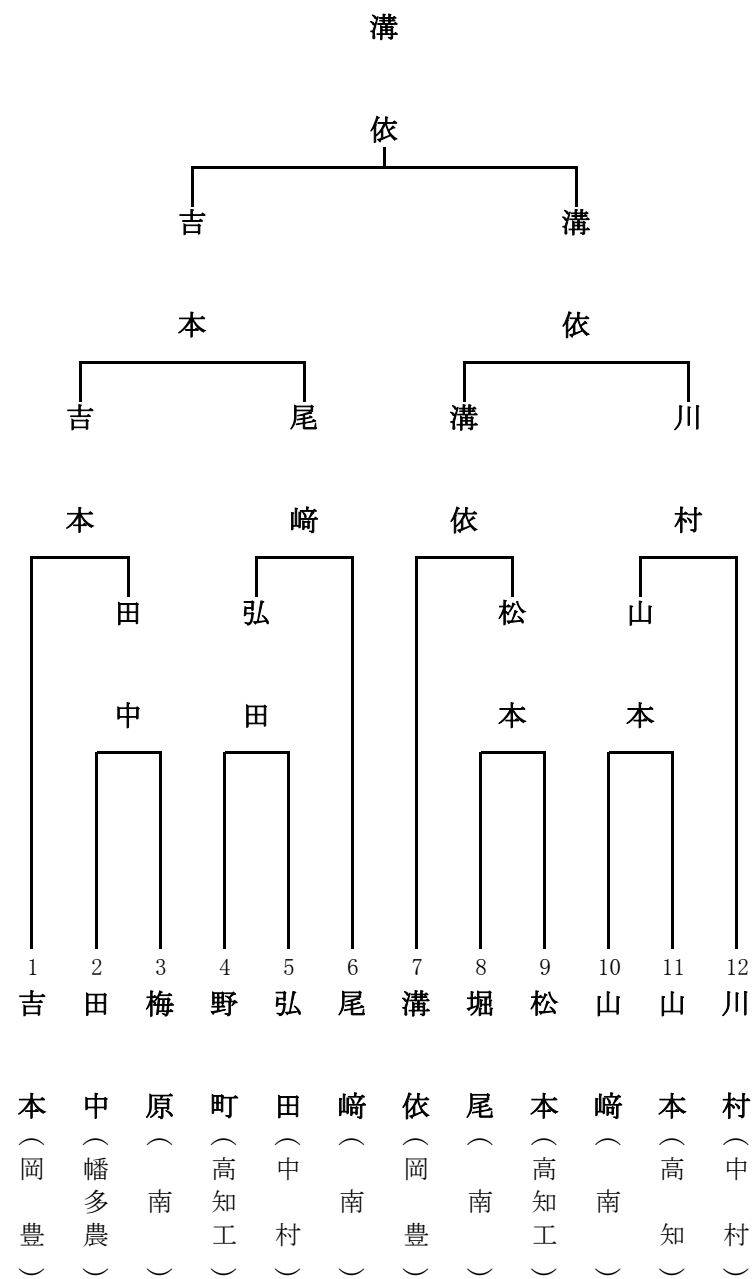 溝依
吉本
溝依
吉本
尾﨑
溝依
川村
田中
弘田
松本
山本
1 吉本（岡豊）
2 田中（幡多農）
3 梅原（南）
4 野町（高知工）
5 弘田（中村）
6 尾﨑（南）
7 溝依（岡豊）
8 堀尾（南）
9 松本（高知工）
10 山﨑（南）
11 山本（高知）
12 川村（中村）